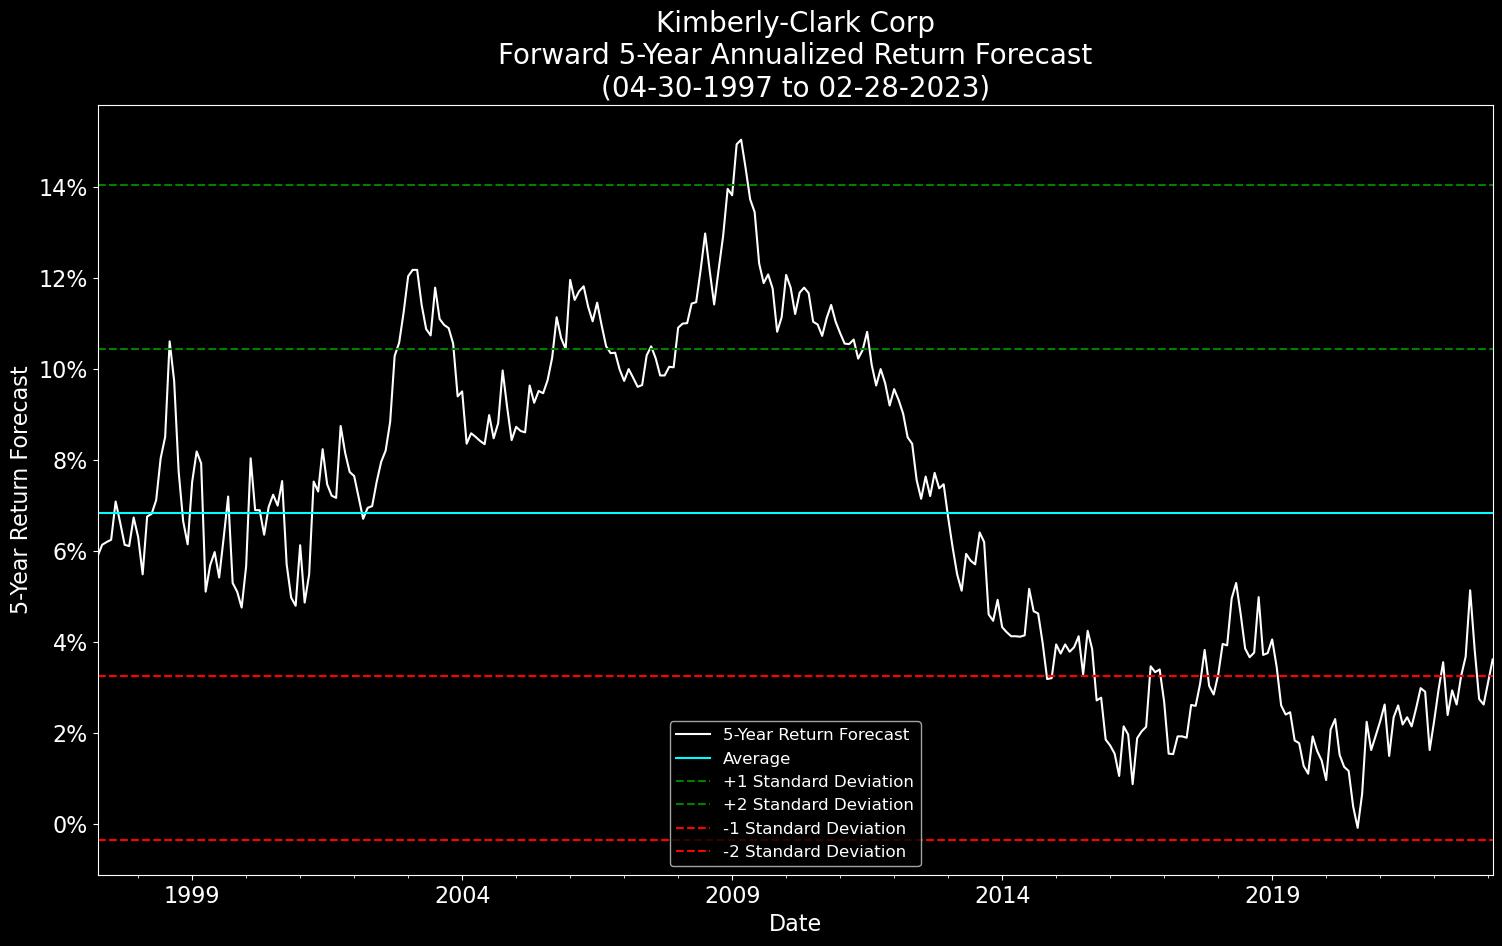 Kimberly-Clark Corp
Forward 5-Year Annualized Return Forecast
(04-30-1997 to 02-28-2023)
5-Year Return Forecast
14%
12%
10%
8%
6%
4%
2%
0%
5-Year Return Forecast
Average
+1 Standard Deviation
+2 Standard Deviation
-1 Standard Deviation
-2 Standard Deviation
1999
2004
2009
2014
2019
Date